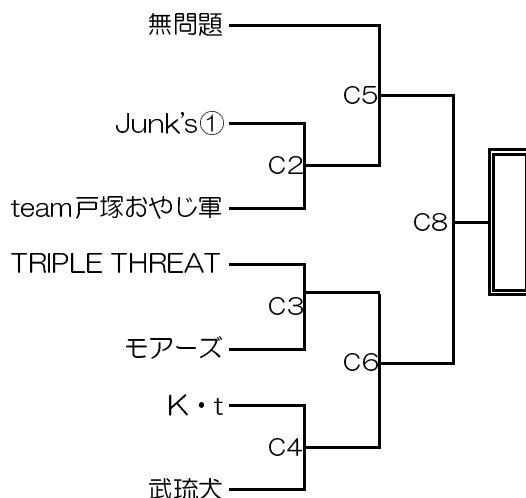 無問題
C5
Junk's①
C2
team戸塚おやじ軍
C8
TRIPLE THREAT
C3
モアーズ
C6
K・t
C4
武琉犬